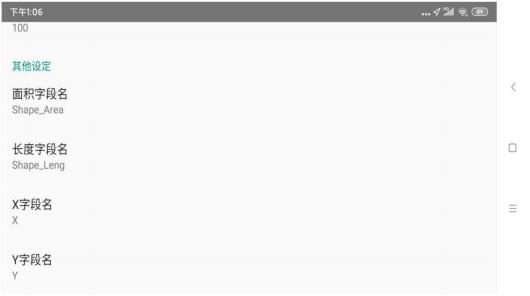 下午1:06
... 89
100
其他设定
面积字段名
Shape_Area
长度字段名
Shape_Leng
X字段名
X
Y字段名
Y